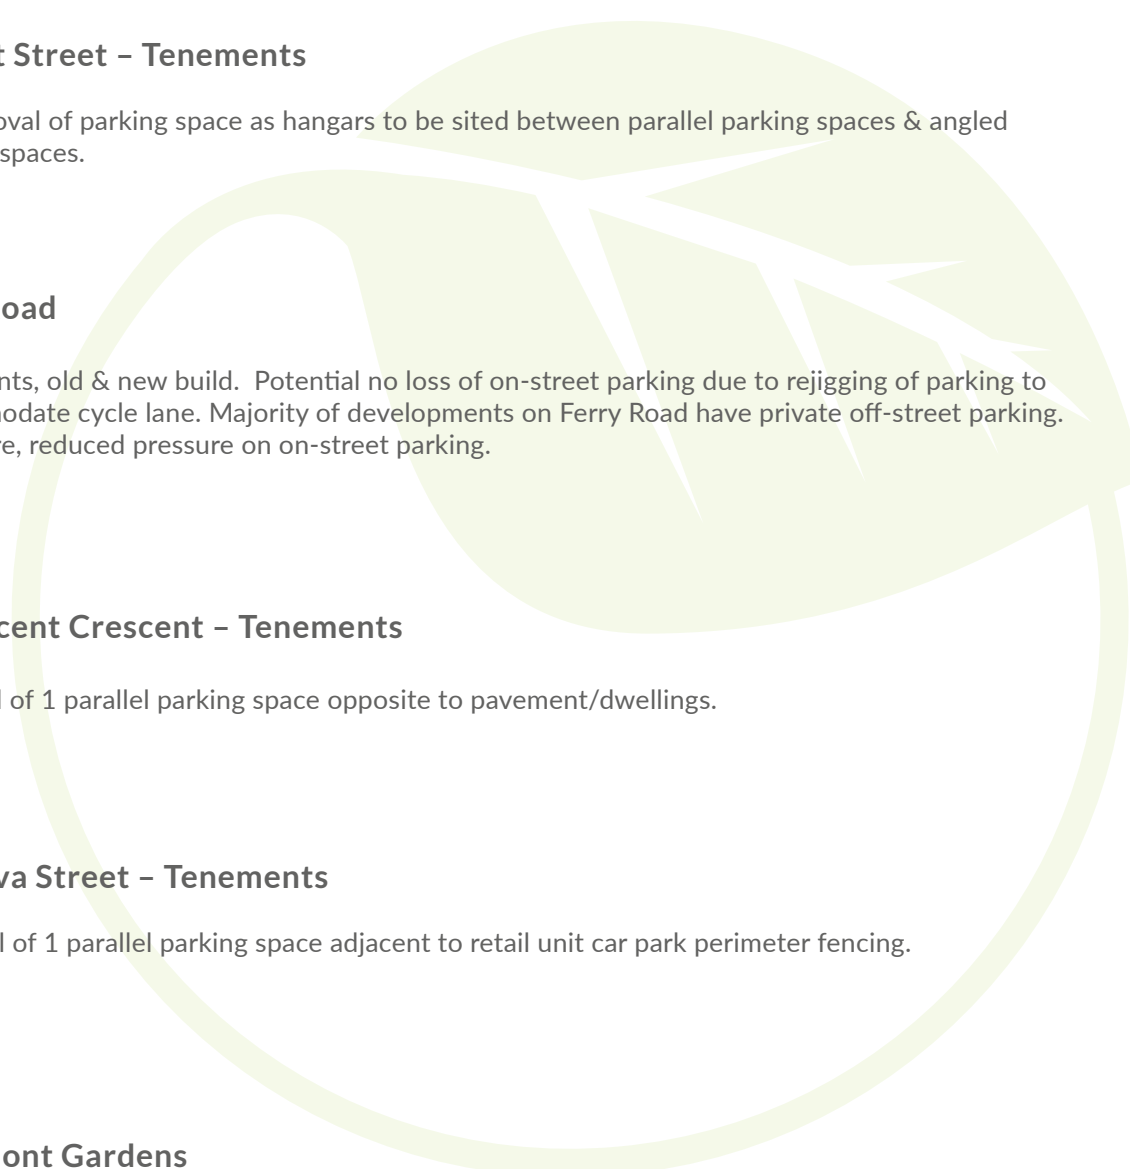 t Street – Tenements
oval of parking space as hangars to be sited between parallel parking spaces & angled
spaces.
oad
nts, old & new build.  Potential no loss of on-street parking due to rejigging of parking to
odate cycle lane. Majority of developments on Ferry Road have private off-street parking.
e, reduced pressure on on-street parking.
cent Crescent – Tenements
l of 1 parallel parking space opposite to pavement/dwellings.
va Street – Tenements
l of 1 parallel parking space adjacent to retail unit car park perimeter fencing.
ont Gardens